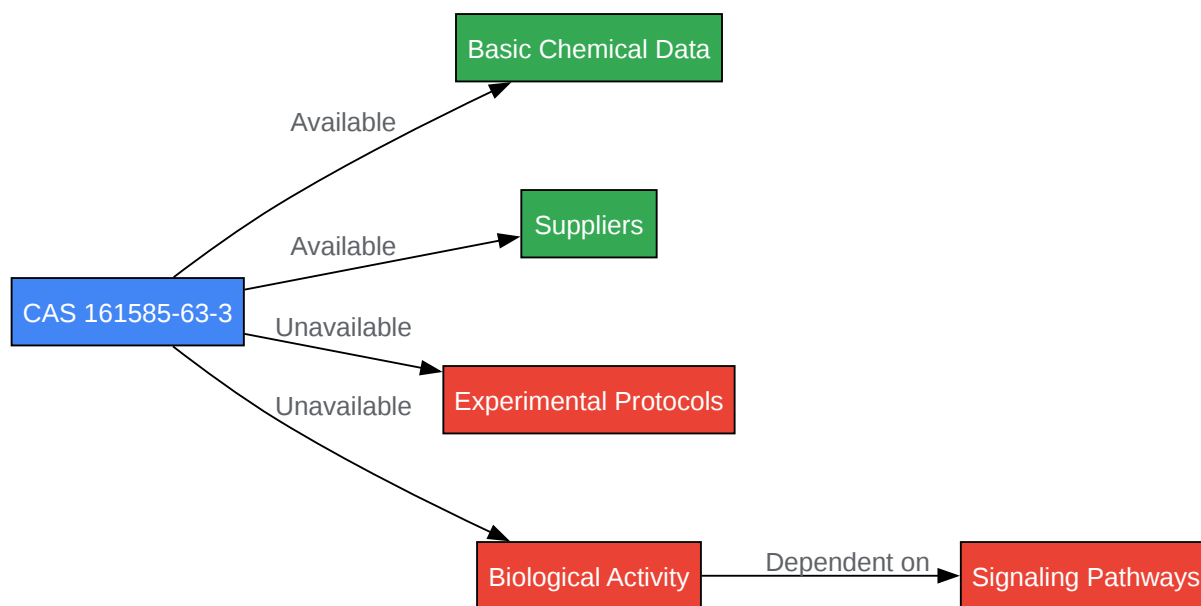 Basic Chemical Data
Available
Suppliers
Available
CAS 161585-63-3
Unavailable
Experimental Protocols
Unavailable
Biological Activity
Dependent on
Signaling Pathways